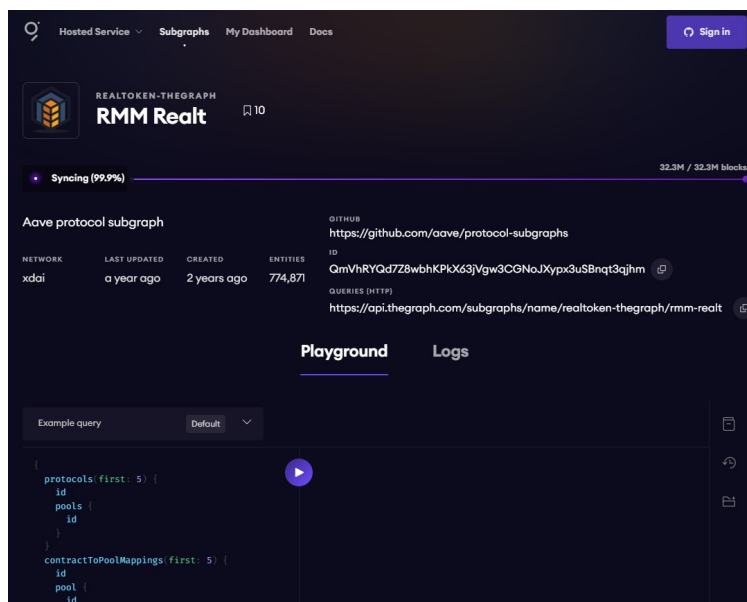 Hosted Service Subgraphs My Dashboard Docs Sign in
REALTOKEN-THEGRAPH
RMM Realt 10
32.3M / 32.3M blocks
Syncing (99.9%)
Aave protocol subgraph
NETWORK LAST UPDATED CREATED ENTITIES
xdai a year ago 2 years ago 774,871
GITHUB
https://github.com/aave/protocol-subgraphs
ID
QmVhRYQd7Z8wbhKPkX63jVgw3CGNoJXypx3uSBnqt3qjhm
QUERIES (HTTP)
https://api.thegraph.com/subgraphs/name/realtoken-thegraph/rmm-realt
Playground Logs
Example query Default
{
protocols(first: 5) {
id
pools {
id
}
}
contractToPoolMappings(first: 5) {
id
pool {
id